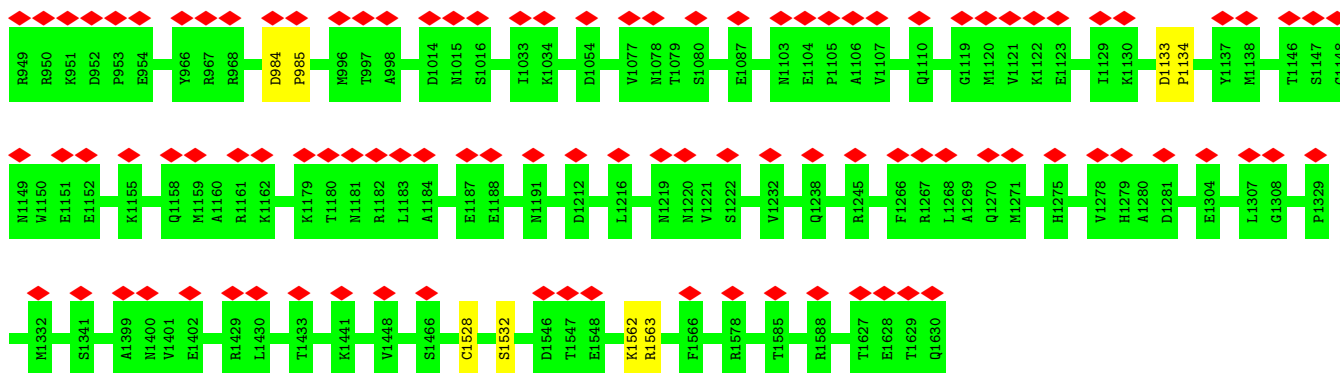 R949 R950 K951 D952 P953 E954 Y966 R967 R968 D984 P985 M996 T997 A998 D1014 N1015 S1016 I1033 K1034 D1054 V1077 N1078 T1079 S1080 E1087 N1103 E1104 P1105 A1106 V1107 Q1110 G1119 M1120 V1121 K1122 E1123 I1129 K1130 D1133 P1134 Y1137 M1138 T1146 S1147 G1148
N1149 W1150 E1151 E1152 K1155 Q1158 M1159 A1160 R1161 K1162 K1179 T1180 N1181 R1182 L1183 A1184 E1187 E1188 N1191 D1212 L1216 N1219 N1220 V1221 S1222 V1232 Q1238 R1245 F1266 R1267 L1268 A1269 Q1270 M1271 H1275 V1278 H1279 A1280 D1281 E1304 L1307 G1308 P1329
M1332 S1341 A1399 N1400 V1401 E1402 R1429 L1430 T1433 K1441 V1448 S1466 C1528 S1532 D1546 T1547 E1548 K1562 R1563 F1566 R1578 T1585 R1588 T1627 E1628 T1629 Q1630